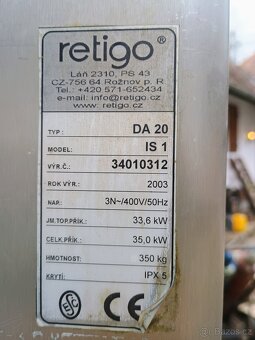 retigo®
Láň 2310, PS 43
CZ-756 64 Rožnov p. R
Tel.: +420 571-652434
e-mail: info@retigo.cz
www.retigo.cz
TYP: DA 20
MODEL: IS 1
VÝR.Č.: 34010312
ROK VÝR.: 2003
NAP.: 3N~/400V/50Hz
JM.TOP.PŘÍK.: 33,6 kW
CELK.PŘÍK.: 35,0 kW
HMOTNOST: 350 kg
KRYTÍ: IPX 5
CE
sbazar.cz